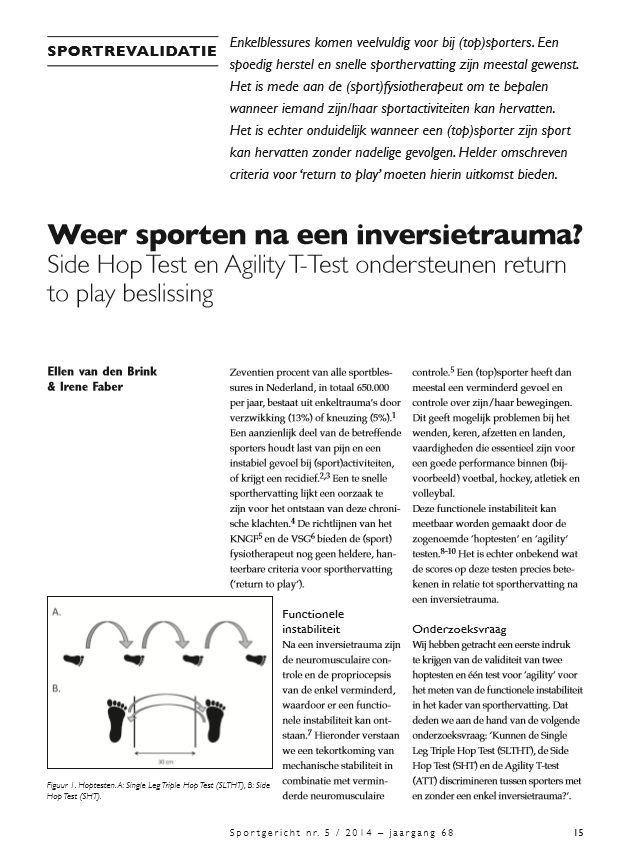 SPORTREVALIDATIE
Enkelblessures komen veelvuldig voor bij (top)sporters. Een
spoedig herstel en snelle sporthervatting zijn meestal gewenst.
Het is mede aan de (sport)fysiotherapeut om te bepalen
wanneer iemand zijn/haar sportactiviteiten kan hervatten.
Het is echter onduidelijk wanneer een (top)sporter zijn sport
kan hervatten zonder nadelige gevolgen. Helder omschreven
criteria voor ‘return to play’ moeten hierin uitkomst bieden.
Weer sporten na een inversietrauma?
Side Hop Test en Agility T-Test ondersteunen return
to play beslissing
Ellen van den Brink
& Irene Faber
Zeventien procent van alle sportbles-
sures in Nederland, in totaal 650.000
per jaar, bestaat uit enkeltrauma’s door
verzwikking (13%) of kneuzing (5%).1
Een aanzienlijk deel van de betreffende
sporters houdt last van pijn en een
instabiel gevoel bij (sport)activiteiten,
of krijgt een recidief.2,3 Een te snelle
sporthervatting lijkt een oorzaak te
zijn voor het ontstaan van deze chroni-
sche klachten.4 De richtlijnen van het
KNGF5 en de VSG6 bieden de (sport)
fysiotherapeut nog geen heldere, han-
teerbare criteria voor sporthervatting
(‘return to play’).
Functionele
instabiliteit
Na een inversietrauma zijn
de neuromusculaire con-
trole en de propriocepsis
van de enkel verminderd,
waardoor er een functio-
nele instabiliteit kan ont-
staan.7 Hieronder verstaan
we een tekortkoming van
mechanische stabiliteit in
combinatie met vermin-
derde neuromusculaire
controle.5 Een (top)sporter heeft dan
meestal een verminderd gevoel en
controle over zijn/haar bewegingen.
Dit geeft mogelijk problemen bij het
wenden, keren, afzetten en landen,
vaardigheden die essentieel zijn voor
een goede performance binnen (bij-
voorbeeld) voetbal, hockey, atletiek en
volleybal.
Deze functionele instabiliteit kan
meetbaar worden gemaakt door de
zogenoemde ‘hoptesten’ en ‘agility’
testen.8-10 Het is echter onbekend wat
de scores op deze testen precies bete-
kenen in relatie tot sporthervatting na
een inversietrauma.
Onderzoeksvraag
Wij hebben getracht een eerste indruk
te krijgen van de validiteit van twee
hoptesten en één test voor ‘agility’ voor
het meten van de functionele instabiliteit
in het kader van sporthervatting. Dat
deden we aan de hand van de volgende
onderzoeksvraag: ‘Kunnen de Single
Leg Triple Hop Test (SLTHT), de Side
Hop Test (SHT) en de Agility T-test
(ATT) discrimineren tussen sporters met
en zonder een enkel inversietrauma?’.
A.
B.
30 cm
Figuur 1. Hoptesten. A: Single Leg Triple Hop Test (SLTHT), B: Side
Hop Test (SHT).
Sportgericht nr. 5 / 2014 – jaargang 68
15